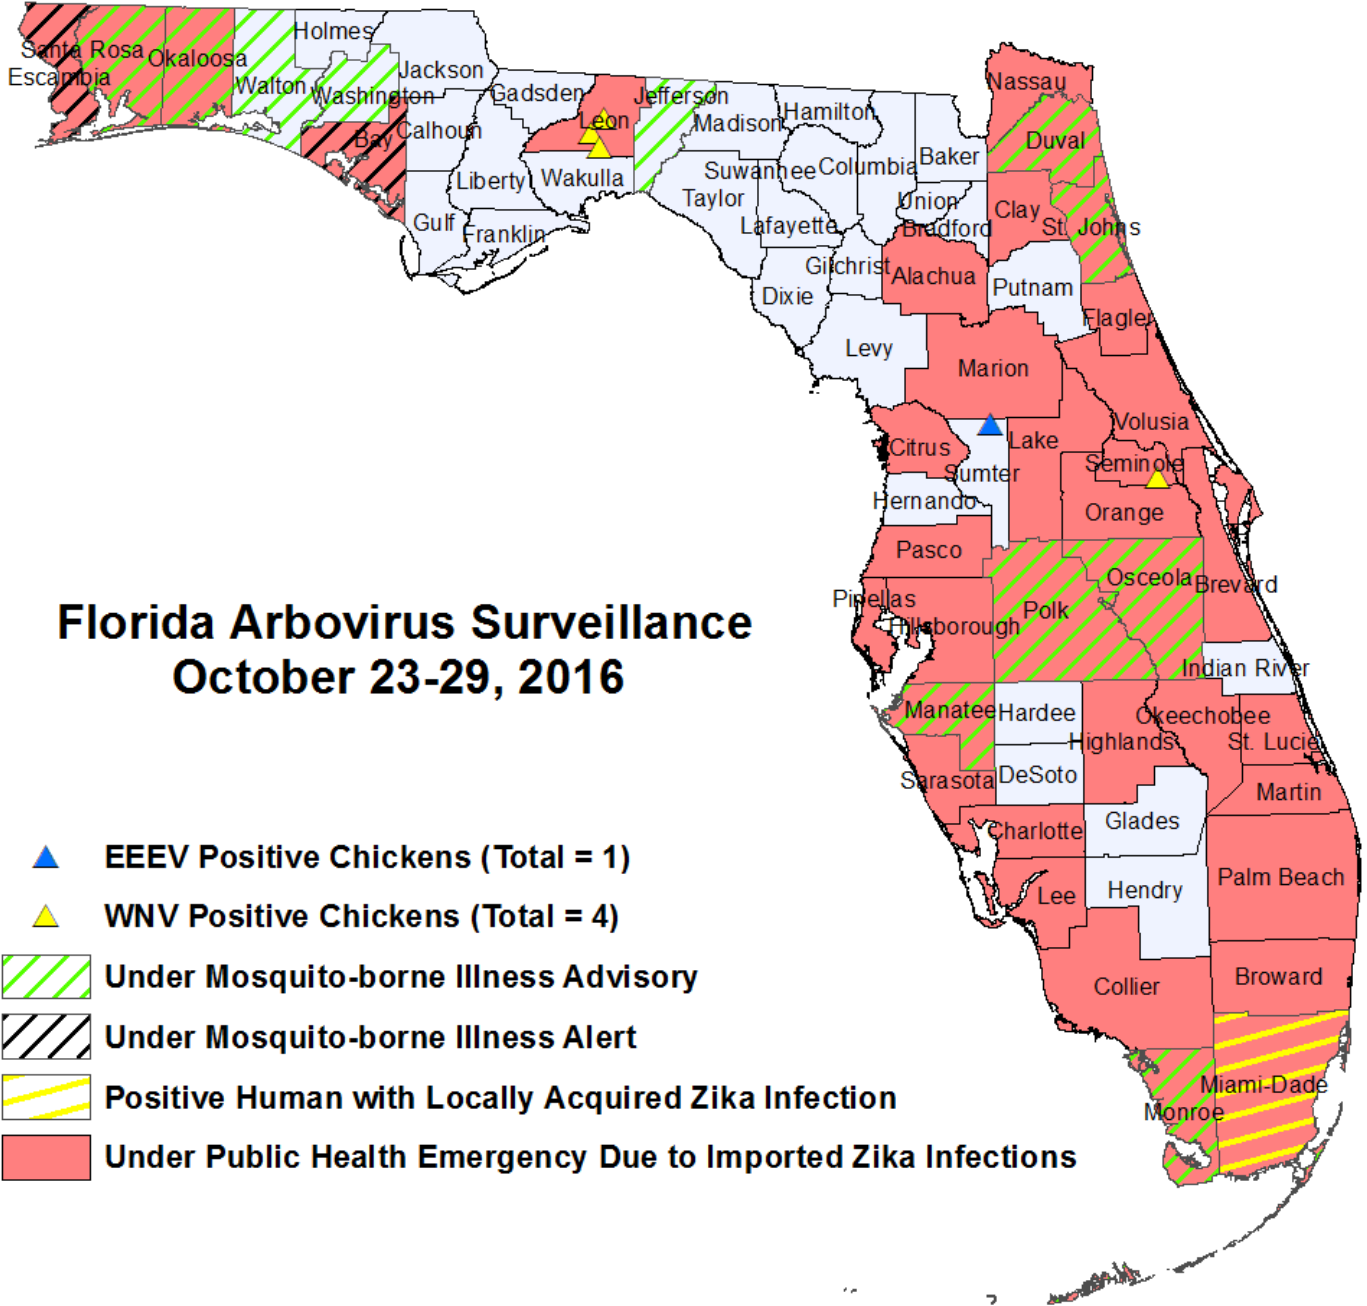 Holmes
Santa Rosa
Okaloosa
Escambia
Walton
Washington
Jackson
Gadsden
Jefferson
Leon
Madison
Hamilton
Nassau
Bay
Calhoun
Duval
Liberty
Wakulla
Suwannee
Columbia
Baker
Taylor
Gulf
Franklin
Lafayette
Union
Bradford
Clay
St. Johns
Gilchrist
Alachua
Dixie
Putnam
Flagler
Levy
Marion
Volusia
Citrus
Lake
Sumter
Seminole
Hernando
Orange
Pasco
Osceola
Brevard
Pinellas
Hillsborough
Polk
Florida Arbovirus Surveillance
October 23-29, 2016
Indian River
Manatee
Hardee
Okeechobee
Highlands
St. Lucie
Sarasota
DeSoto
Martin
Charlotte
Glades
Palm Beach
Lee
Hendry
Collier
Broward
Miami-Dade
Monroe
EEEV Positive Chickens (Total = 1)
WNV Positive Chickens (Total = 4)
Under Mosquito-borne Illness Advisory
Under Mosquito-borne Illness Alert
Positive Human with Locally Acquired Zika Infection
Under Public Health Emergency Due to Imported Zika Infections